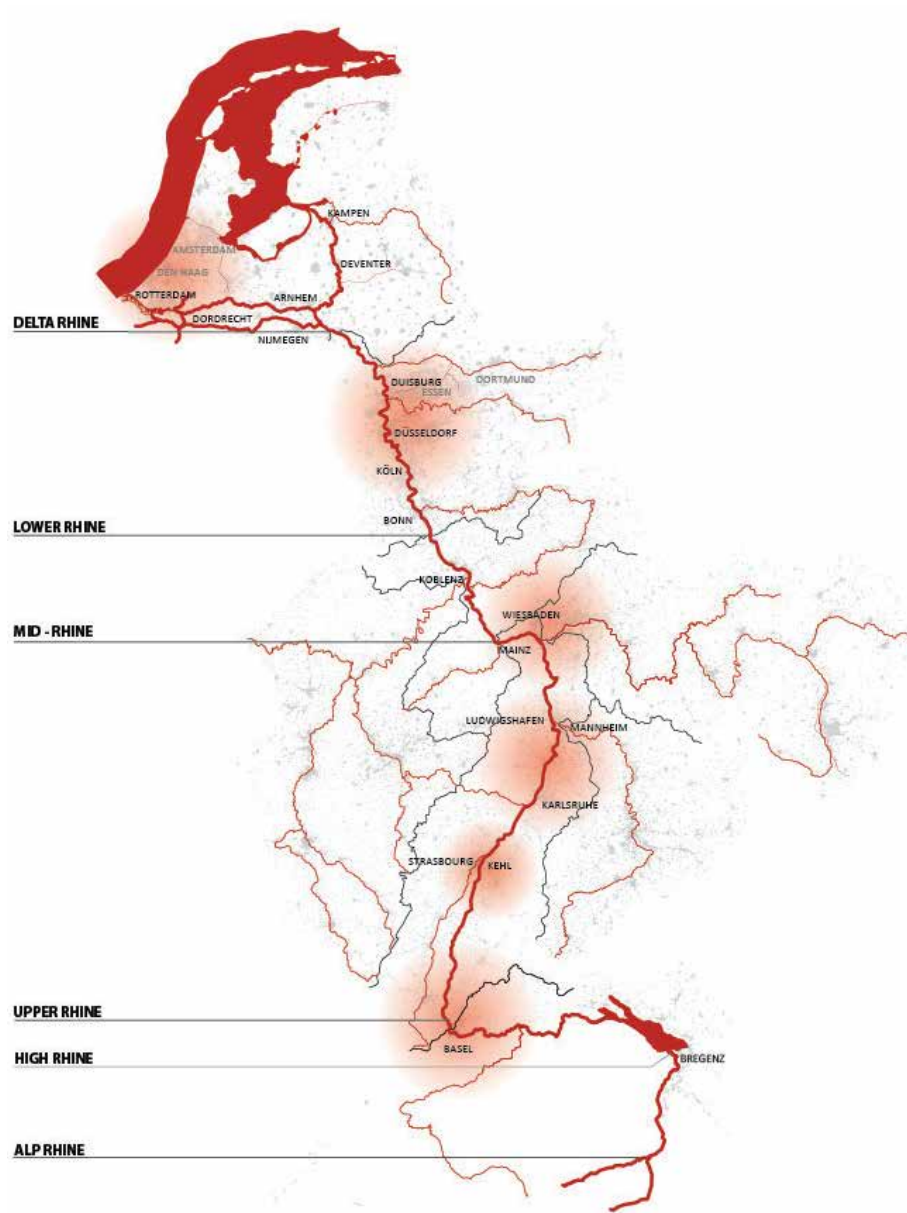 KAMPEN
AMSTERDAM
DEVENTER
DEN HAAG
ROTTERDAM
ARNHEM
DORDRECHT
DELTA RHINE
NIJMEGEN
DUISBURG
DORTMUND
ESSEN
DÜSSELDORF
KÖLN
BONN
LOWER RHINE
KOBLENZ
WIESBADEN
MID - RHINE
MAINZ
LUDWIGSHAFEN
MANNHEIM
KARLSRUHE
STRASBOURG
KEHL
UPPER RHINE
BASEL
HIGH RHINE
BREGENZ
ALP RHINE